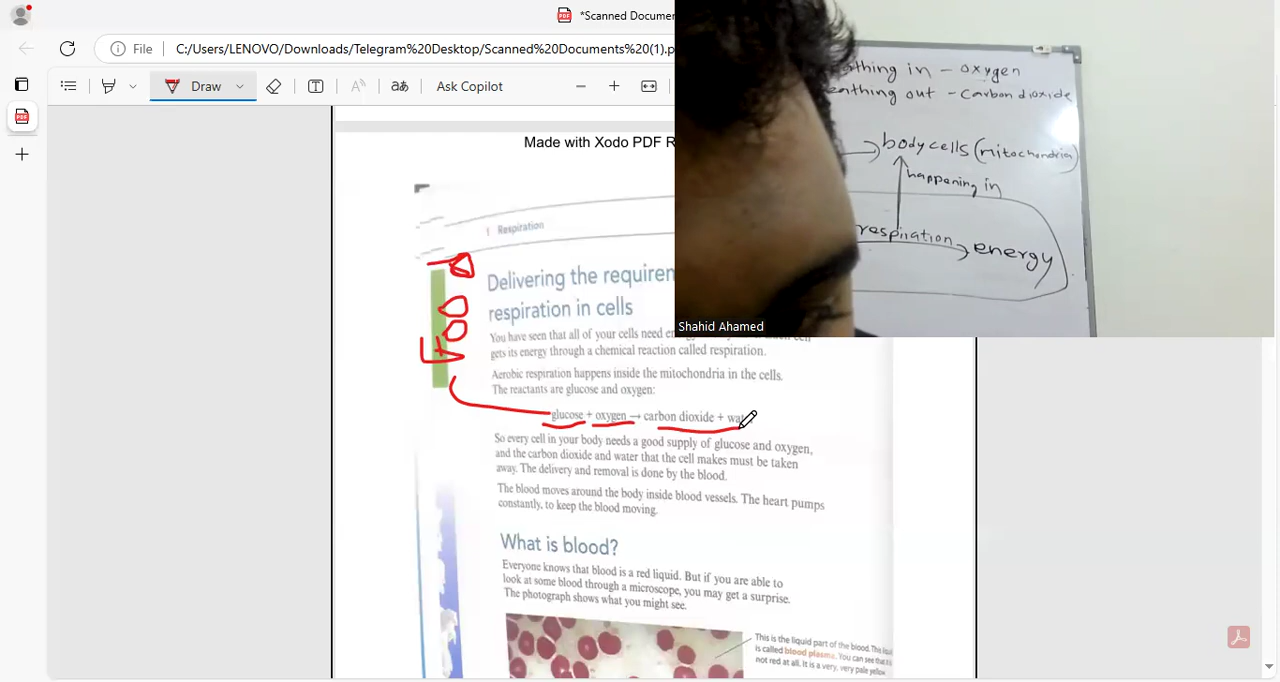 *Scanned Documen
File
C:/Users/LENOVO/Downloads/Telegram%20Desktop/Scanned%20Documents%20(1).p
Draw
Ask Copilot
Made with Xodo PDF R
1 Respiration
Delivering the requirem
respiration in cells
You have seen that all of your cells need
gets its energy through a chemical reaction called respiration.
Aerobic respiration happens inside the mitochondria in the cells.
The reactants are glucose and oxygen:
glucose + oxygen → carbon dioxide + wat
So every cell in your body needs a good supply of glucose and oxygen,
and the carbon dioxide and water that the cell makes must be taken
away. The delivery and removal is done by the blood.
The blood moves around the body inside blood vessels. The heart pumps
constantly, to keep the blood moving.
What is blood?
Everyone knows that blood is a red liquid. But if you are able to
look at some blood through a microscope, you may get a surprise.
The photograph shows what you might see.
This is the liquid part of the blood. This
is called blood plasma. You can see that it
not red at all. It is a very, very pale yellow
athing in - oxygen
eathing out - carbon dioxide
body cells (mitochondria)
happening in
respiration
energy
Shahid Ahamed